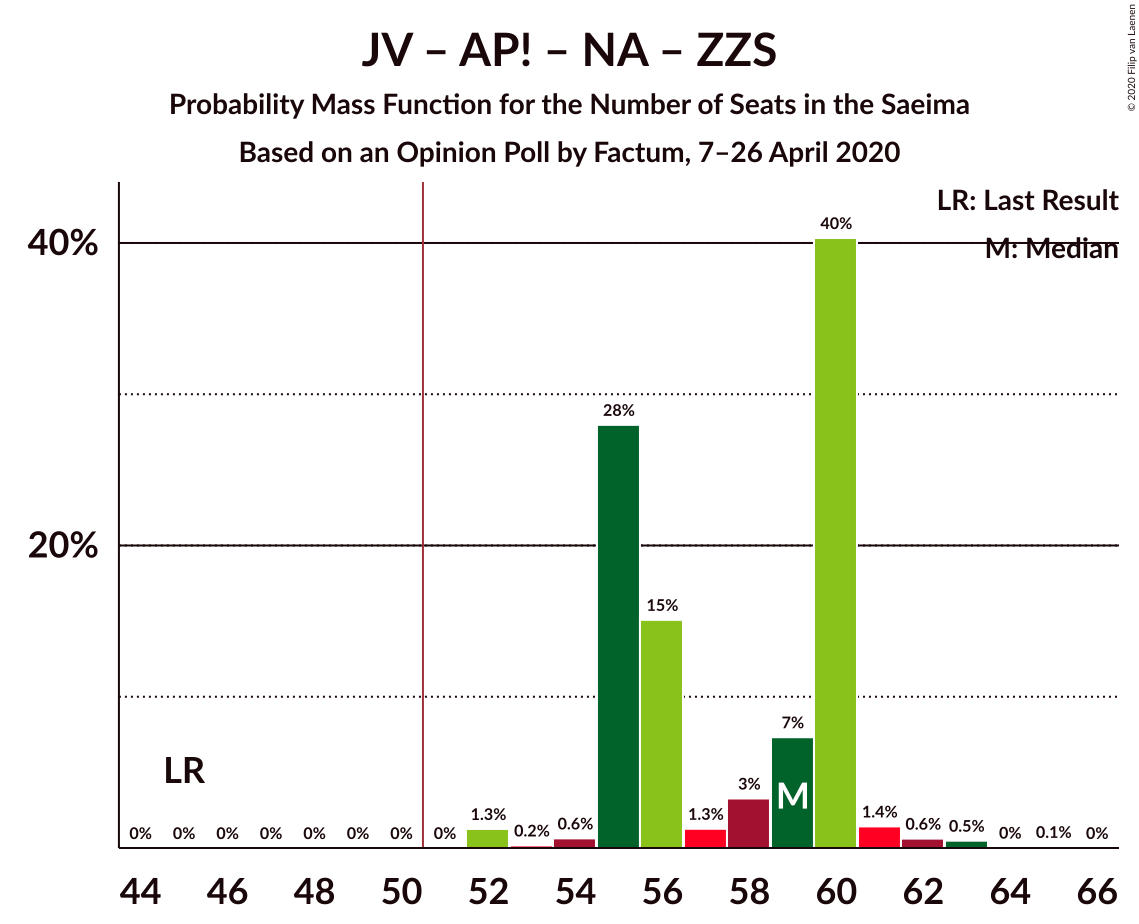 JV – AP! – NA – ZZS
Probability Mass Function for the Number of Seats in the Saeima
Based on an Opinion Poll by Factum, 7–26 April 2020
© 2020 Filip van Laenen
LR: Last Result
M: Median
40%
20%
LR
M
0% 0% 0% 0% 0% 0% 0% 0% 1.3% 0.2% 0.6% 28% 15% 1.3% 3% 7% 40% 1.4% 0.6% 0.5% 0% 0.1% 0%
44 46 48 50 52 54 56 58 60 62 64 66